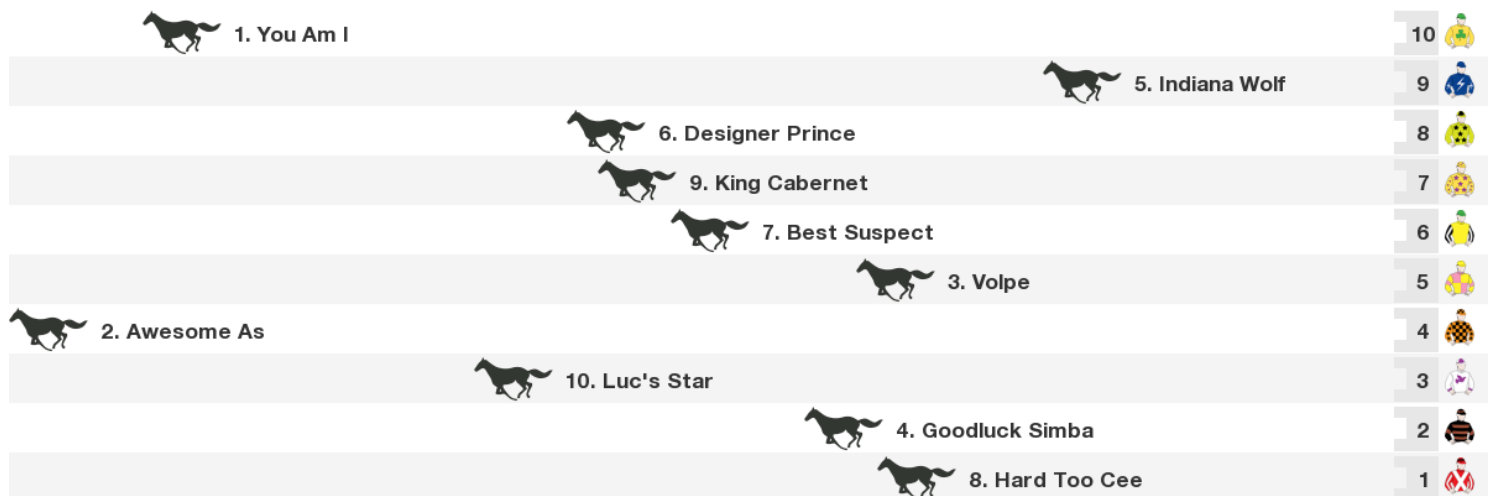 1. You Am I 10
5. Indiana Wolf 9
6. Designer Prince 8
9. King Cabernet 7
7. Best Suspect 6
3. Volpe 5
2. Awesome As 4
10. Luc's Star 3
4. Goodluck Simba 2
8. Hard Too Cee 1